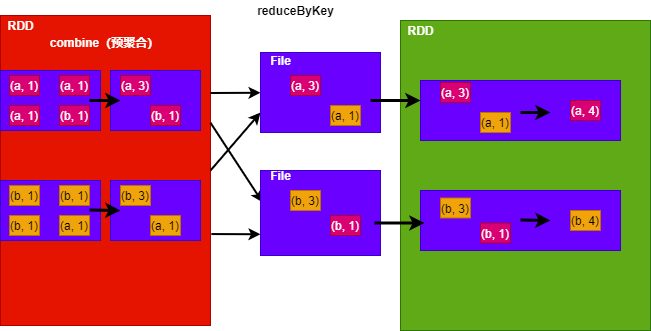 reduceByKey
RDD
combine（预聚合）
(a, 1) (a, 1) (a, 3)
(a, 1) (b, 1) (b, 1)
(b, 1) (b, 1) (b, 3)
(b, 1) (a, 1) (a, 1)
File
(a, 3)
(a, 1)
File
(b, 3)
(b, 1)
RDD
(a, 3)
(a, 1)
(a, 4)
(b, 3)
(b, 1)
(b, 4)